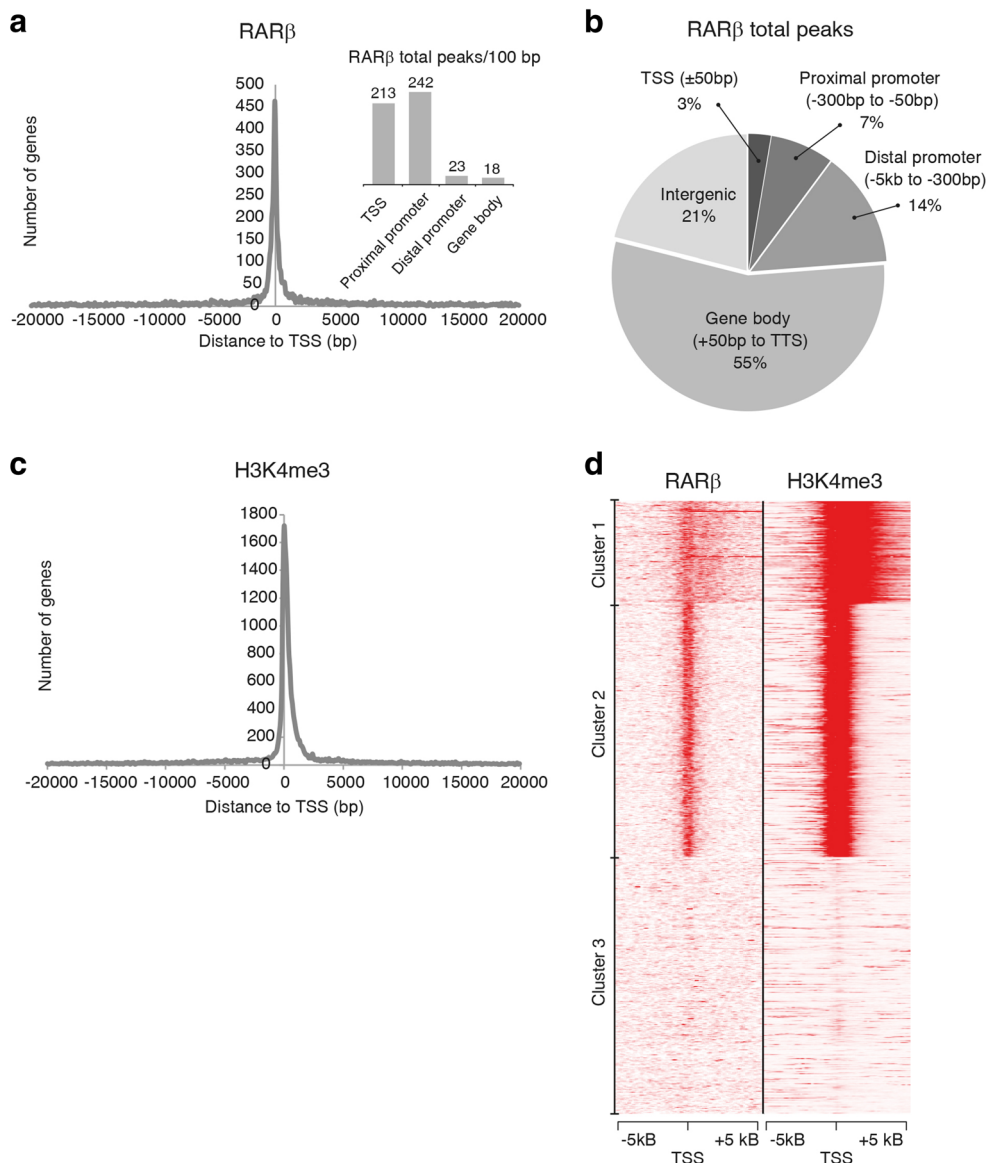 a
RARβ
RARβ total peaks/100 bp
213
242
23
18
TSS
Proximal promoter
Distal promoter
Gene body
Number of genes
500
450
400
350
300
250
200
150
100
50
0
-20000 -15000 -10000 -5000 0 5000 10000 15000 20000
Distance to TSS (bp)
b
RARβ total peaks
TSS (±50bp)
3%
Proximal promoter
(-300bp to -50bp)
7%
Distal promoter
(-5kb to -300bp)
14%
Intergenic
21%
Gene body
(+50bp to TTS)
55%
c
H3K4me3
Number of genes
1800
1600
1400
1200
1000
800
600
400
200
0
-20000 -15000 -10000 -5000 0 5000 10000 15000 20000
Distance to TSS (bp)
d
RARβ H3K4me3
Cluster 1
Cluster 2
Cluster 3
-5kB +5 kB -5kB +5 kB
TSS TSS